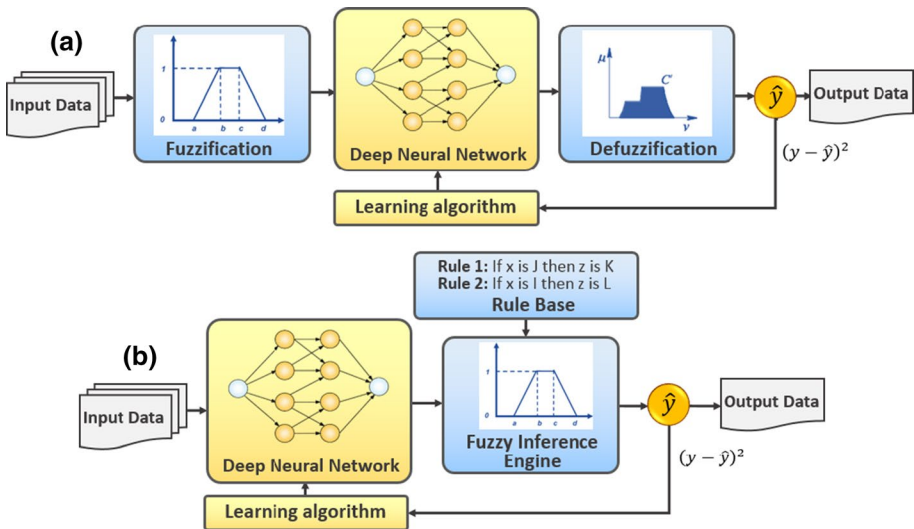 (a)
Input Data
1
0
a b c d
Fuzzification
Deep Neural Network
μ
C'
ν
Defuzzification
ŷ
Output Data
(y − ŷ)²
Learning algorithm
Rule 1: If x is J then z is K
Rule 2: If x is I then z is L
Rule Base
(b)
Input Data
Deep Neural Network
1
0
a b c d
Fuzzy Inference
Engine
ŷ
Output Data
(y − ŷ)²
Learning algorithm